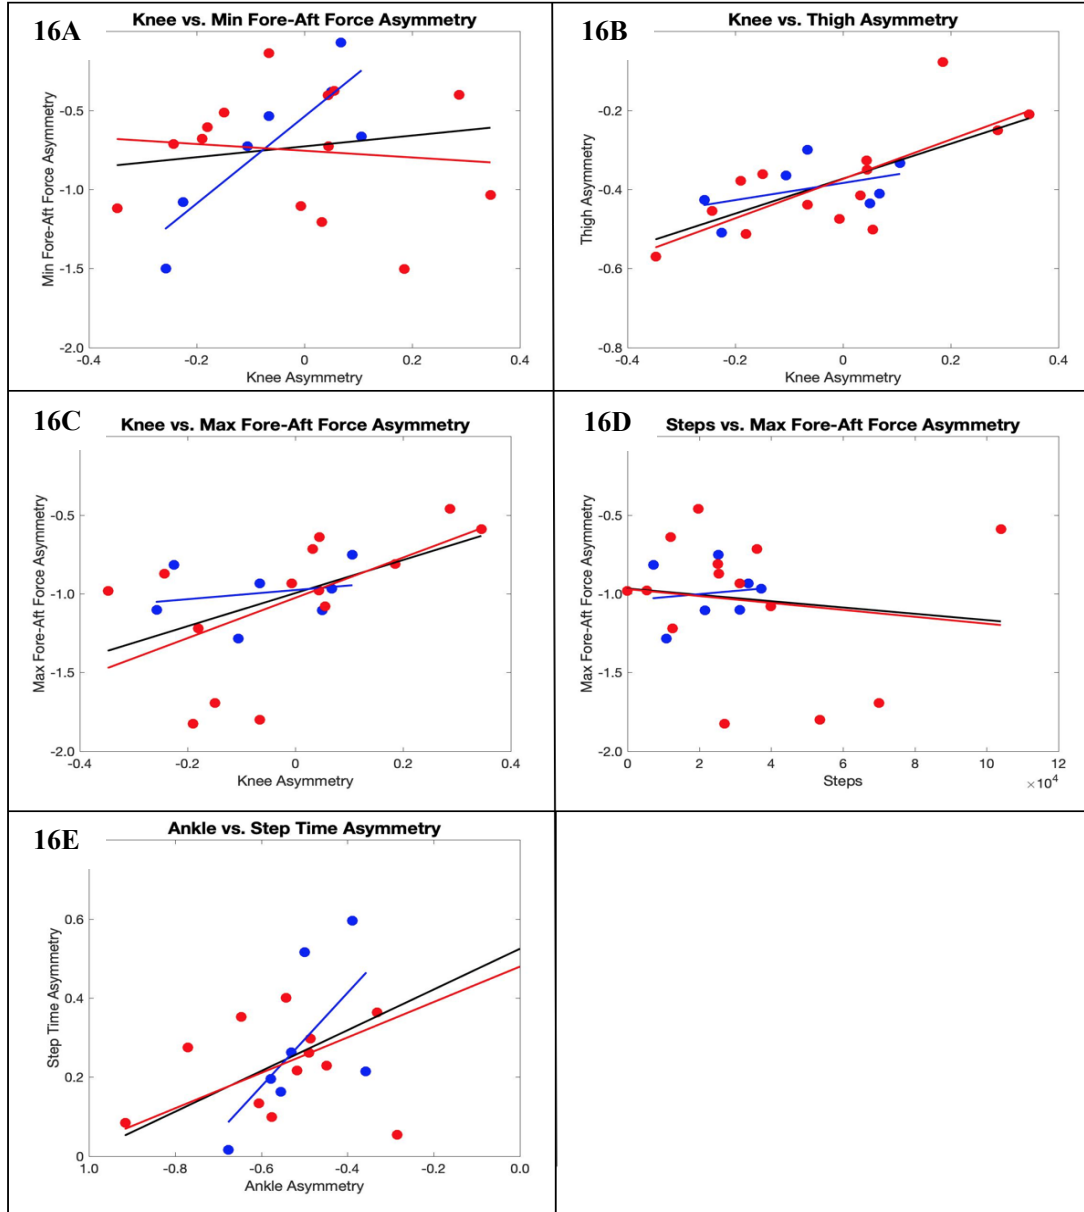 16A
Knee vs. Min Fore-Aft Force Asymmetry
Min Fore-Aft Force Asymmetry
-0.5
-1.0
-1.5
-2.0
-0.4
-0.2
0
0.2
0.4
Knee Asymmetry
16B
Knee vs. Thigh Asymmetry
Thigh Asymmetry
-0.2
-0.4
-0.6
-0.8
-0.4
-0.2
0
0.2
0.4
Knee Asymmetry
16C
Knee vs. Max Fore-Aft Force Asymmetry
Max Fore-Aft Force Asymmetry
-0.5
-1.0
-1.5
-2.0
-0.4
-0.2
0
0.2
0.4
Knee Asymmetry
16D
Steps vs. Max Fore-Aft Force Asymmetry
Max Fore-Aft Force Asymmetry
-0.5
-1.0
-1.5
-2.0
0
2
4
6
8
10
12
×10⁴
Steps
16E
Ankle vs. Step Time Asymmetry
Step Time Asymmetry
0.6
0.4
0.2
0
1.0
-0.8
-0.6
-0.4
-0.2
0.0
Ankle Asymmetry